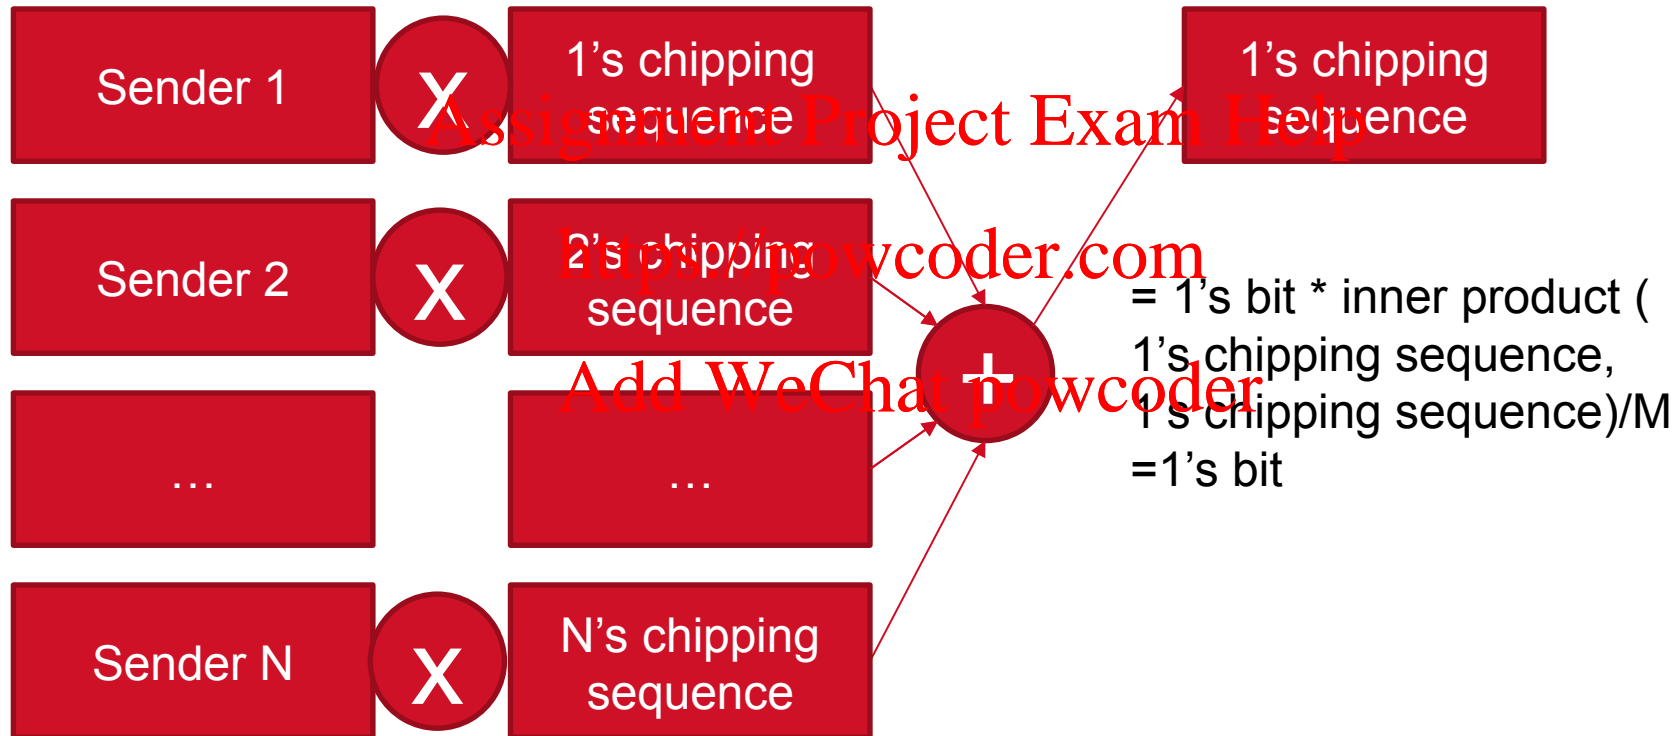 Sender 1
x
1's chipping
sequence
1's chipping
sequence
Assignment Project Exam Help
Sender 2
x
2's chipping
sequence
https://powcoder.com
= 1's bit * inner product (
1's chipping sequence,
1's chipping sequence)/M
=1's bit
+
Add WeChat powcoder
…
…
Sender N
x
N's chipping
sequence